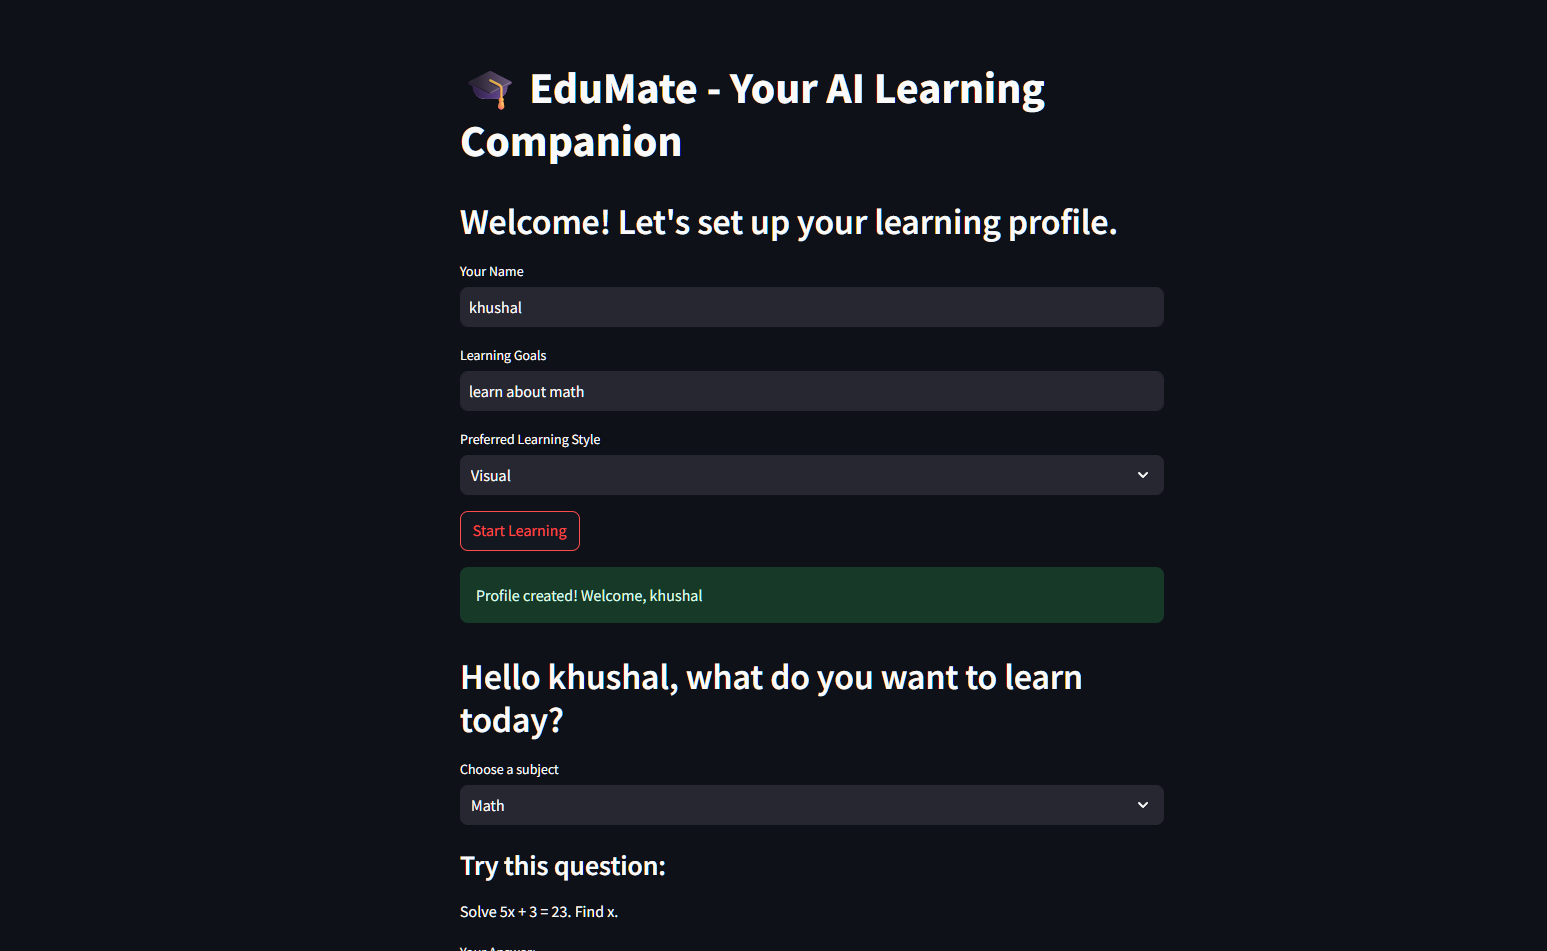 EduMate - Your AI Learning
Companion
Welcome! Let's set up your learning profile.
Your Name
khushal
Learning Goals
learn about math
Preferred Learning Style
Visual
Start Learning
Profile created! Welcome, khushal
Hello khushal, what do you want to learn
today?
Choose a subject
Math
Try this question:
Solve 5x + 3 = 23. Find x.
Your Answer: